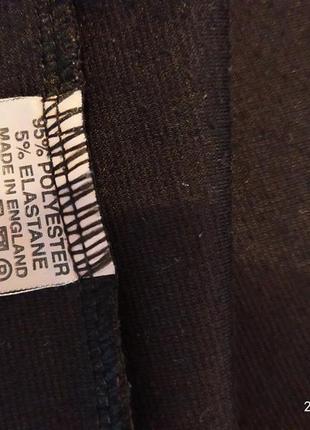 95% POLYESTER
5% ELASTANE
MADE IN ENGLAND